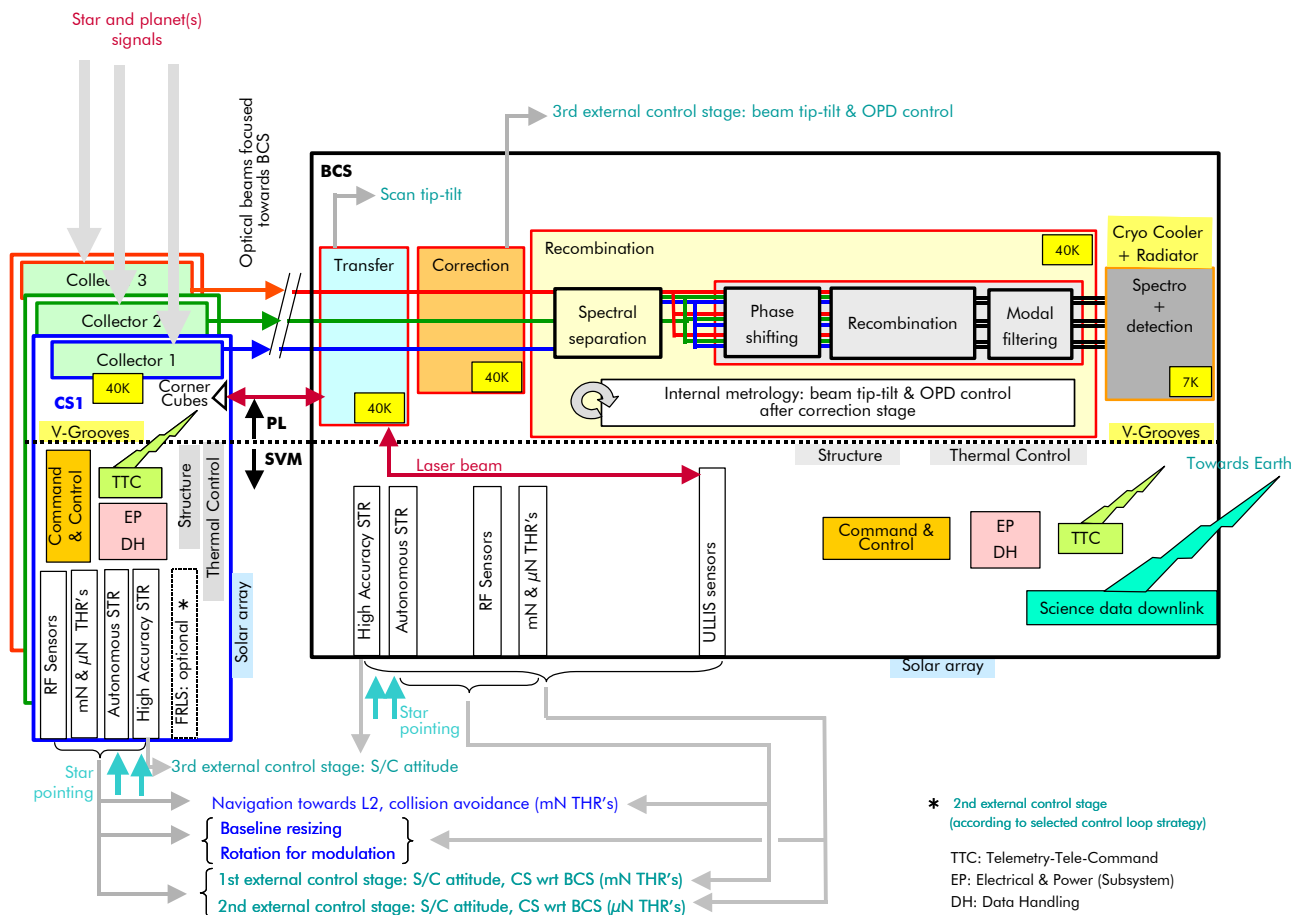 Star and planet(s)
signals
Optical beams focused
towards BCS
3rd external control stage: beam tip-tilt & OPD control
BCS
Scan tip-tilt
Transfer
Correction
Recombination
40K
Cryo Cooler
+ Radiator
Collector 3
Collector 2
Collector 1
Spectral
separation
Phase
shifting
Recombination
Modal
filtering
Spectro
+
detection
40K
Corner
Cubes
CS1
40K
40K
7K
Internal metrology: beam tip-tilt & OPD control
after correction stage
PL
V-Grooves
V-Grooves
SVM
Laser beam
Structure
Thermal Control
Towards Earth
Command
& Control
TTC
EP
DH
Structure
Thermal Control
Solar array
RF Sensors
mN & µN THR's
Autonomous STR
High Accuracy STR
FRLS: optional *
High Accuracy STR
Autonomous STR
RF Sensors
mN & µN THR's
ULLIS sensors
Command &
Control
EP
DH
TTC
Science data downlink
Solar array
Star
pointing
Star
pointing
3rd external control stage: S/C attitude
Navigation towards L2, collision avoidance (mN THR's)
Baseline resizing
Rotation for modulation
1st external control stage: S/C attitude, CS wrt BCS (mN THR's)
2nd external control stage: S/C attitude, CS wrt BCS (µN THR's)
* 2nd external control stage
(according to selected control loop strategy)
TTC: Telemetry-Tele-Command
EP: Electrical & Power (Subsystem)
DH: Data Handling